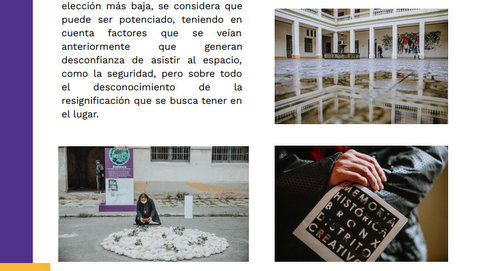 elección más baja, se considera que
puede ser potenciado, teniendo en
cuenta factores que se veían
anteriormente que generan
desconfianza de asistir al espacio,
como la seguridad, pero sobre todo
el desconocimiento de la
resignificación que se busca tener en
el lugar.
MEMORIA
HISTÓRICA
BRONX
DISTRITO
CREATIVO